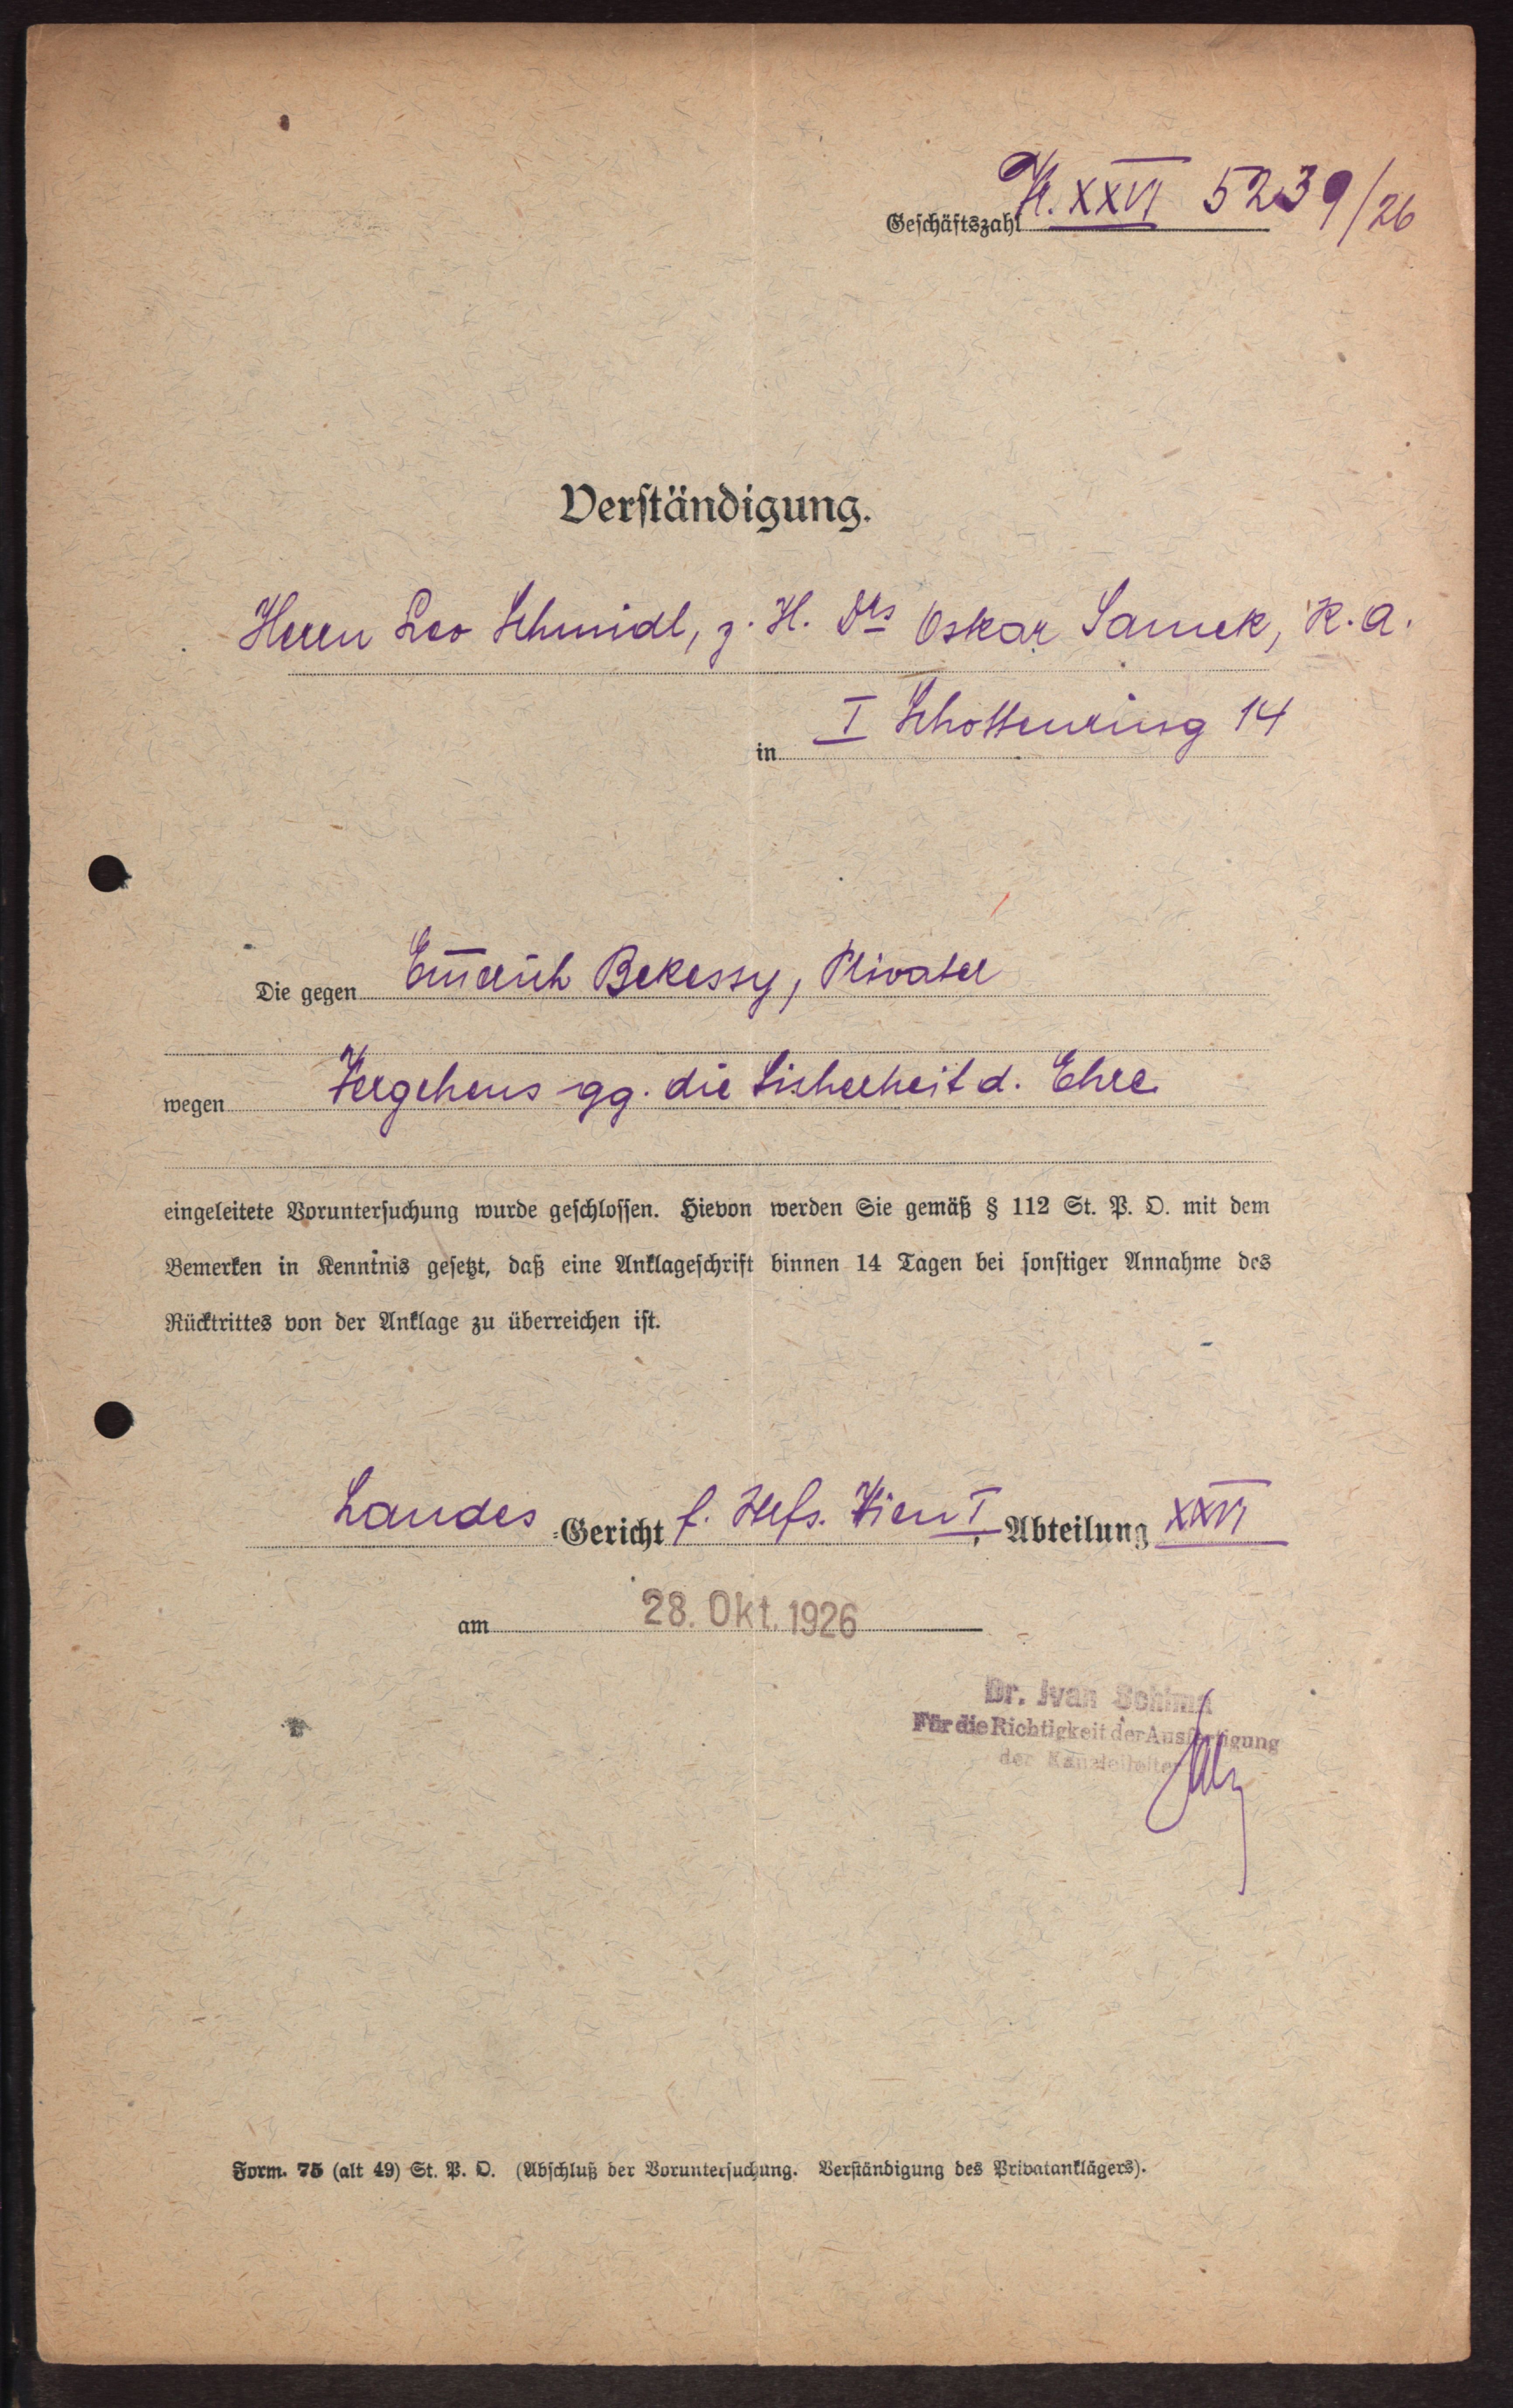 Geschäftszahl Vr. XXVI 5239/26
Verständigung.
Herrn Leo Schmidl, z. H. Drs Oskar Samek, R.A.
in I Schottenring 14
Die gegen Em̅erich Bekessy, Privater
wegen Vergehens gg. die Sicherheit d. Ehre
eingeleitete Voruntersuchung wurde geschlossen. Hievon werden Sie gemäß § 112 St. P. O. mit dem
Bemerken in Kenntnis gesetzt, daß eine Anklageschrift binnen 14 Tagen bei sonstiger Annahme des
Rücktrittes von der Anklage zu überreichen ist.
Landes-Gericht f. Strfs. Wien I, Abteilung XXVI
am 28. Okt. 1926
Dr. Ivan Schima
Für die Richtigkeit der Ausfertigung
der Kanzleileiter
Form. 75 (alt 49) St. P. O. (Abschluß der Voruntersuchung. Verständigung des Privatanklägers).